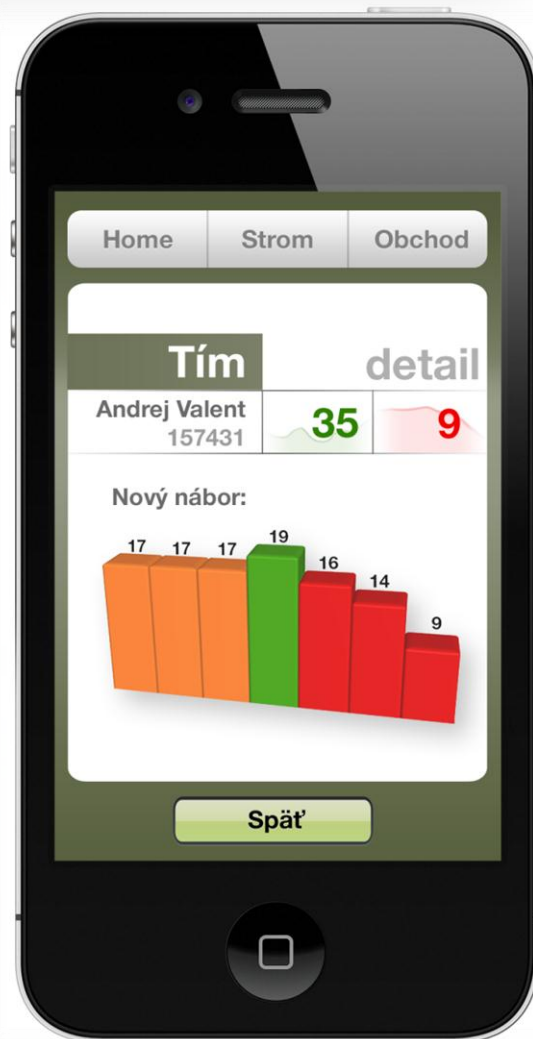 Home Strom Obchod
Tím detail
Andrej Valent 35 9
157431
Nový nábor:
17 17 17 19 16 14 9
Späť